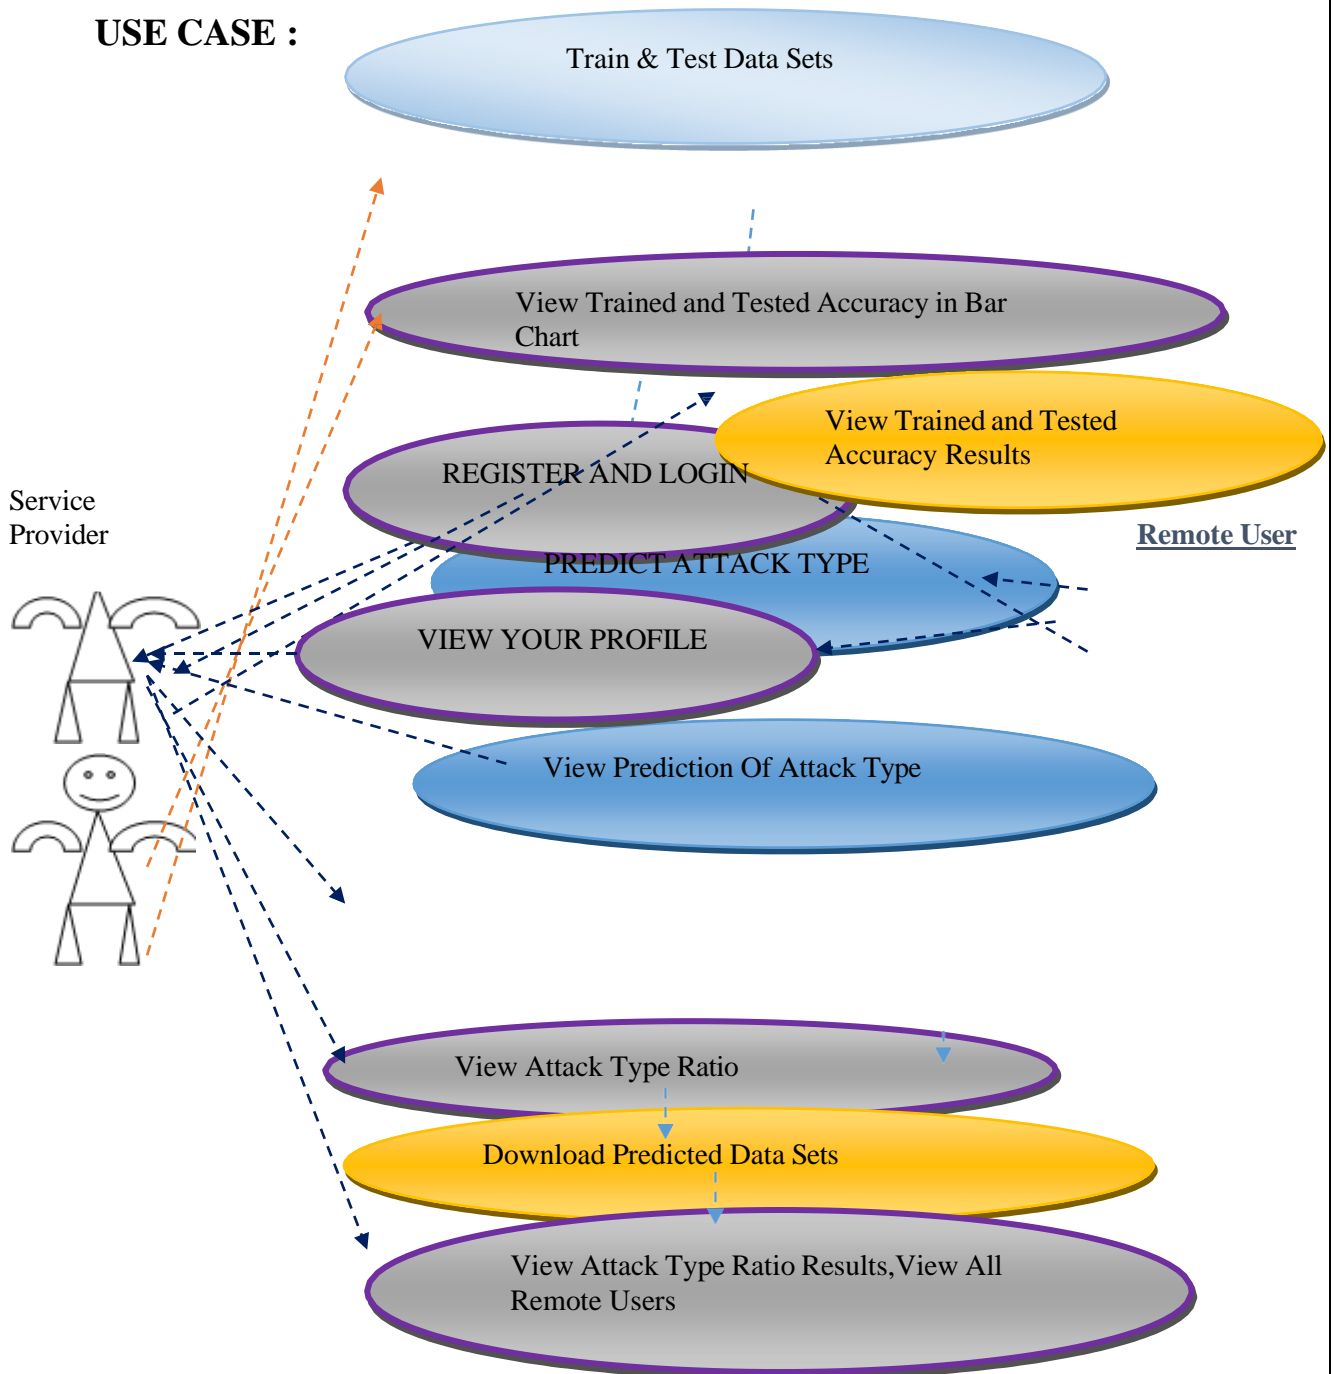 USE CASE :
Train & Test Data Sets
View Trained and Tested Accuracy in Bar
Chart
View Trained and Tested
Accuracy Results
REGISTER AND LOGIN
Service
Provider
Remote User
PREDICT ATTACK TYPE
VIEW YOUR PROFILE
View Prediction Of Attack Type
View Attack Type Ratio
Download Predicted Data Sets
View Attack Type Ratio Results,View All
Remote Users